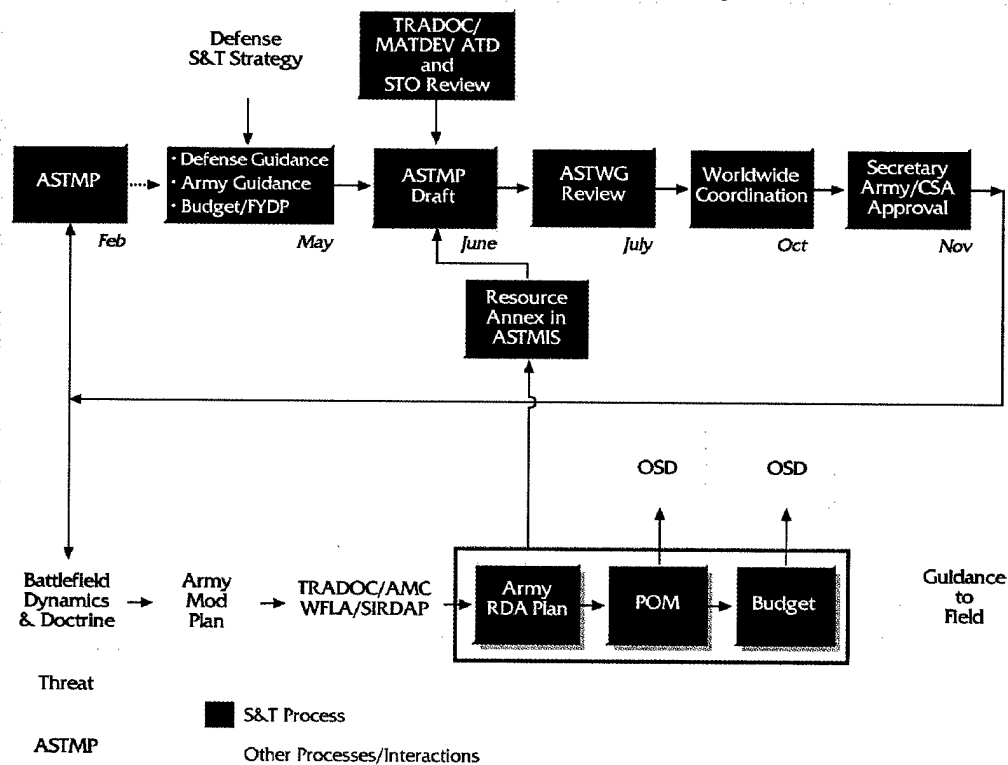 Defense
S&T Strategy
TRADOC/
MATDEV ATD
and
STO Review
ASTMP
Feb
· Defense Guidance
· Army Guidance
· Budget/FYDP
May
ASTMP
Draft
June
ASTWG
Review
July
Worldwide
Coordination
Oct
Secretary
Army/CSA
Approval
Nov
Resource
Annex in
ASTMIS
OSD
OSD
Battlefield
Dynamics
& Doctrine
Army
Mod
Plan
TRADOC/AMC
WFLA/SIRDAP
Army
RDA Plan
POM
Budget
Guidance
to
Field
Threat
ASTMP
S&T Process
Other Processes/Interactions